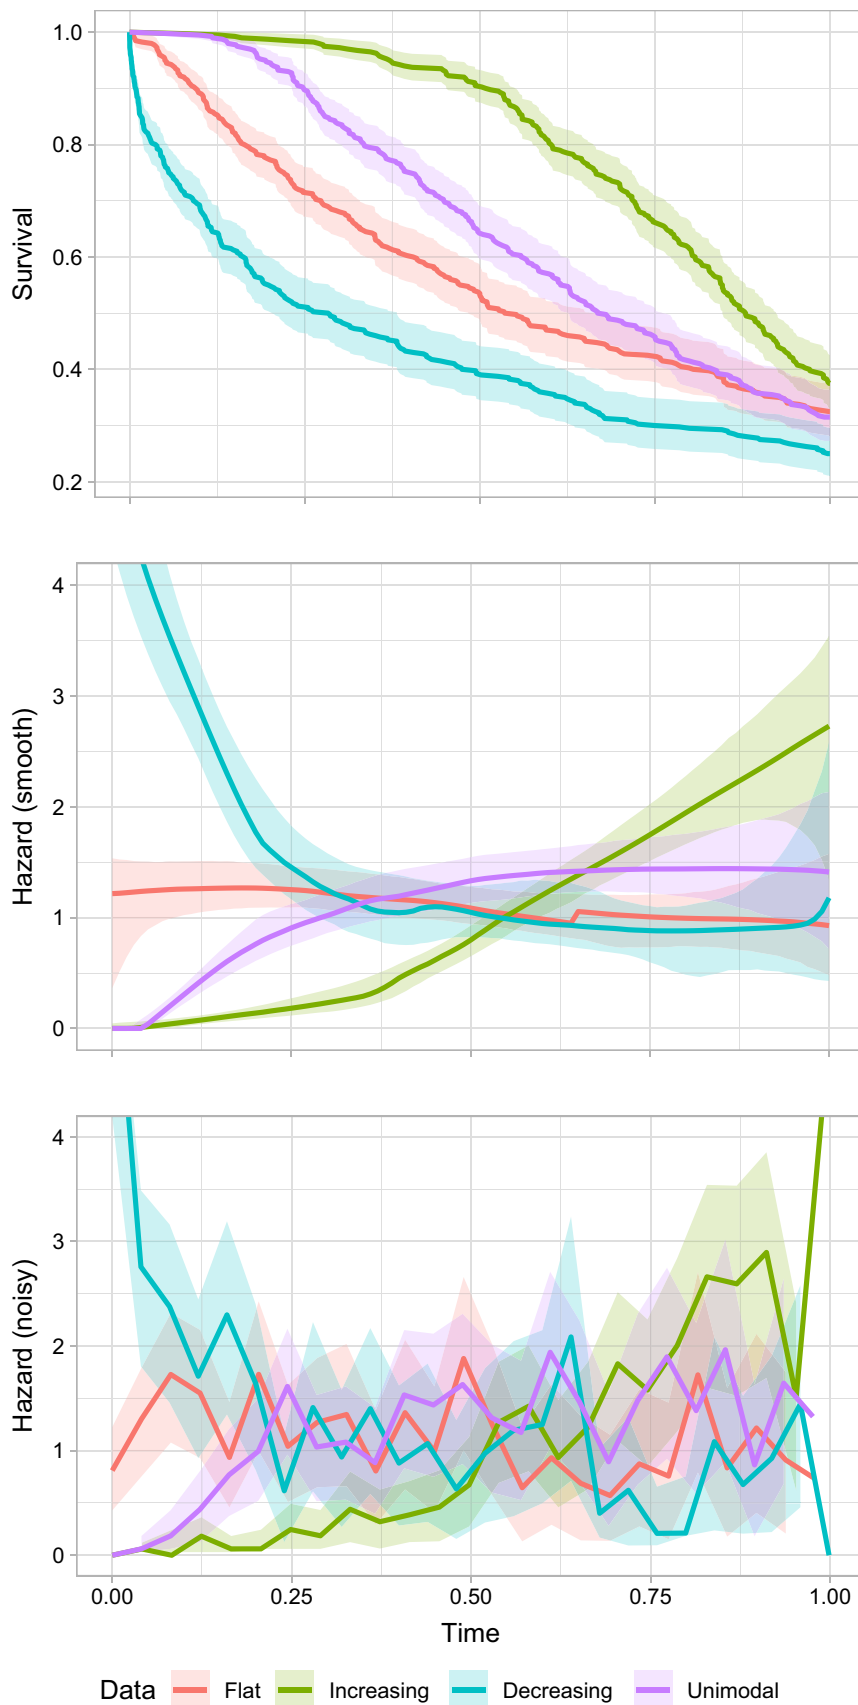 1.0
0.8
0.6
0.4
0.2
Survival
4
3
2
1
0
Hazard (smooth)
4
3
2
1
0
Hazard (noisy)
0.00 0.25 0.50 0.75 1.00
Time
Data Flat Increasing Decreasing Unimodal